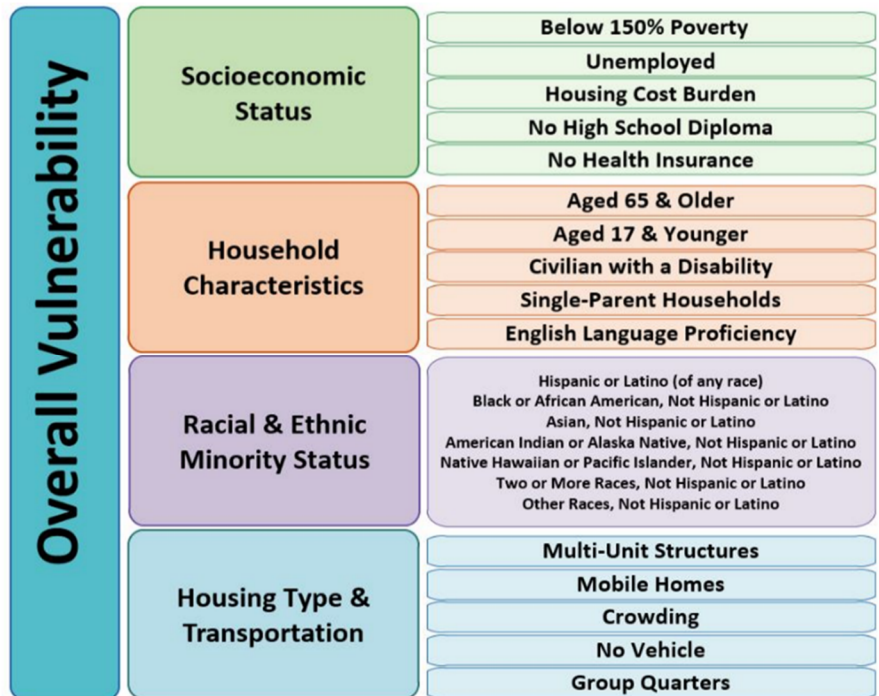 Overall Vulnerability
Socioeconomic
Status
Below 150% Poverty
Unemployed
Housing Cost Burden
No High School Diploma
No Health Insurance
Household
Characteristics
Aged 65 & Older
Aged 17 & Younger
Civilian with a Disability
Single-Parent Households
English Language Proficiency
Racial & Ethnic
Minority Status
Hispanic or Latino (of any race)
Black or African American, Not Hispanic or Latino
Asian, Not Hispanic or Latino
American Indian or Alaska Native, Not Hispanic or Latino
Native Hawaiian or Pacific Islander, Not Hispanic or Latino
Two or More Races, Not Hispanic or Latino
Other Races, Not Hispanic or Latino
Housing Type &
Transportation
Multi-Unit Structures
Mobile Homes
Crowding
No Vehicle
Group Quarters